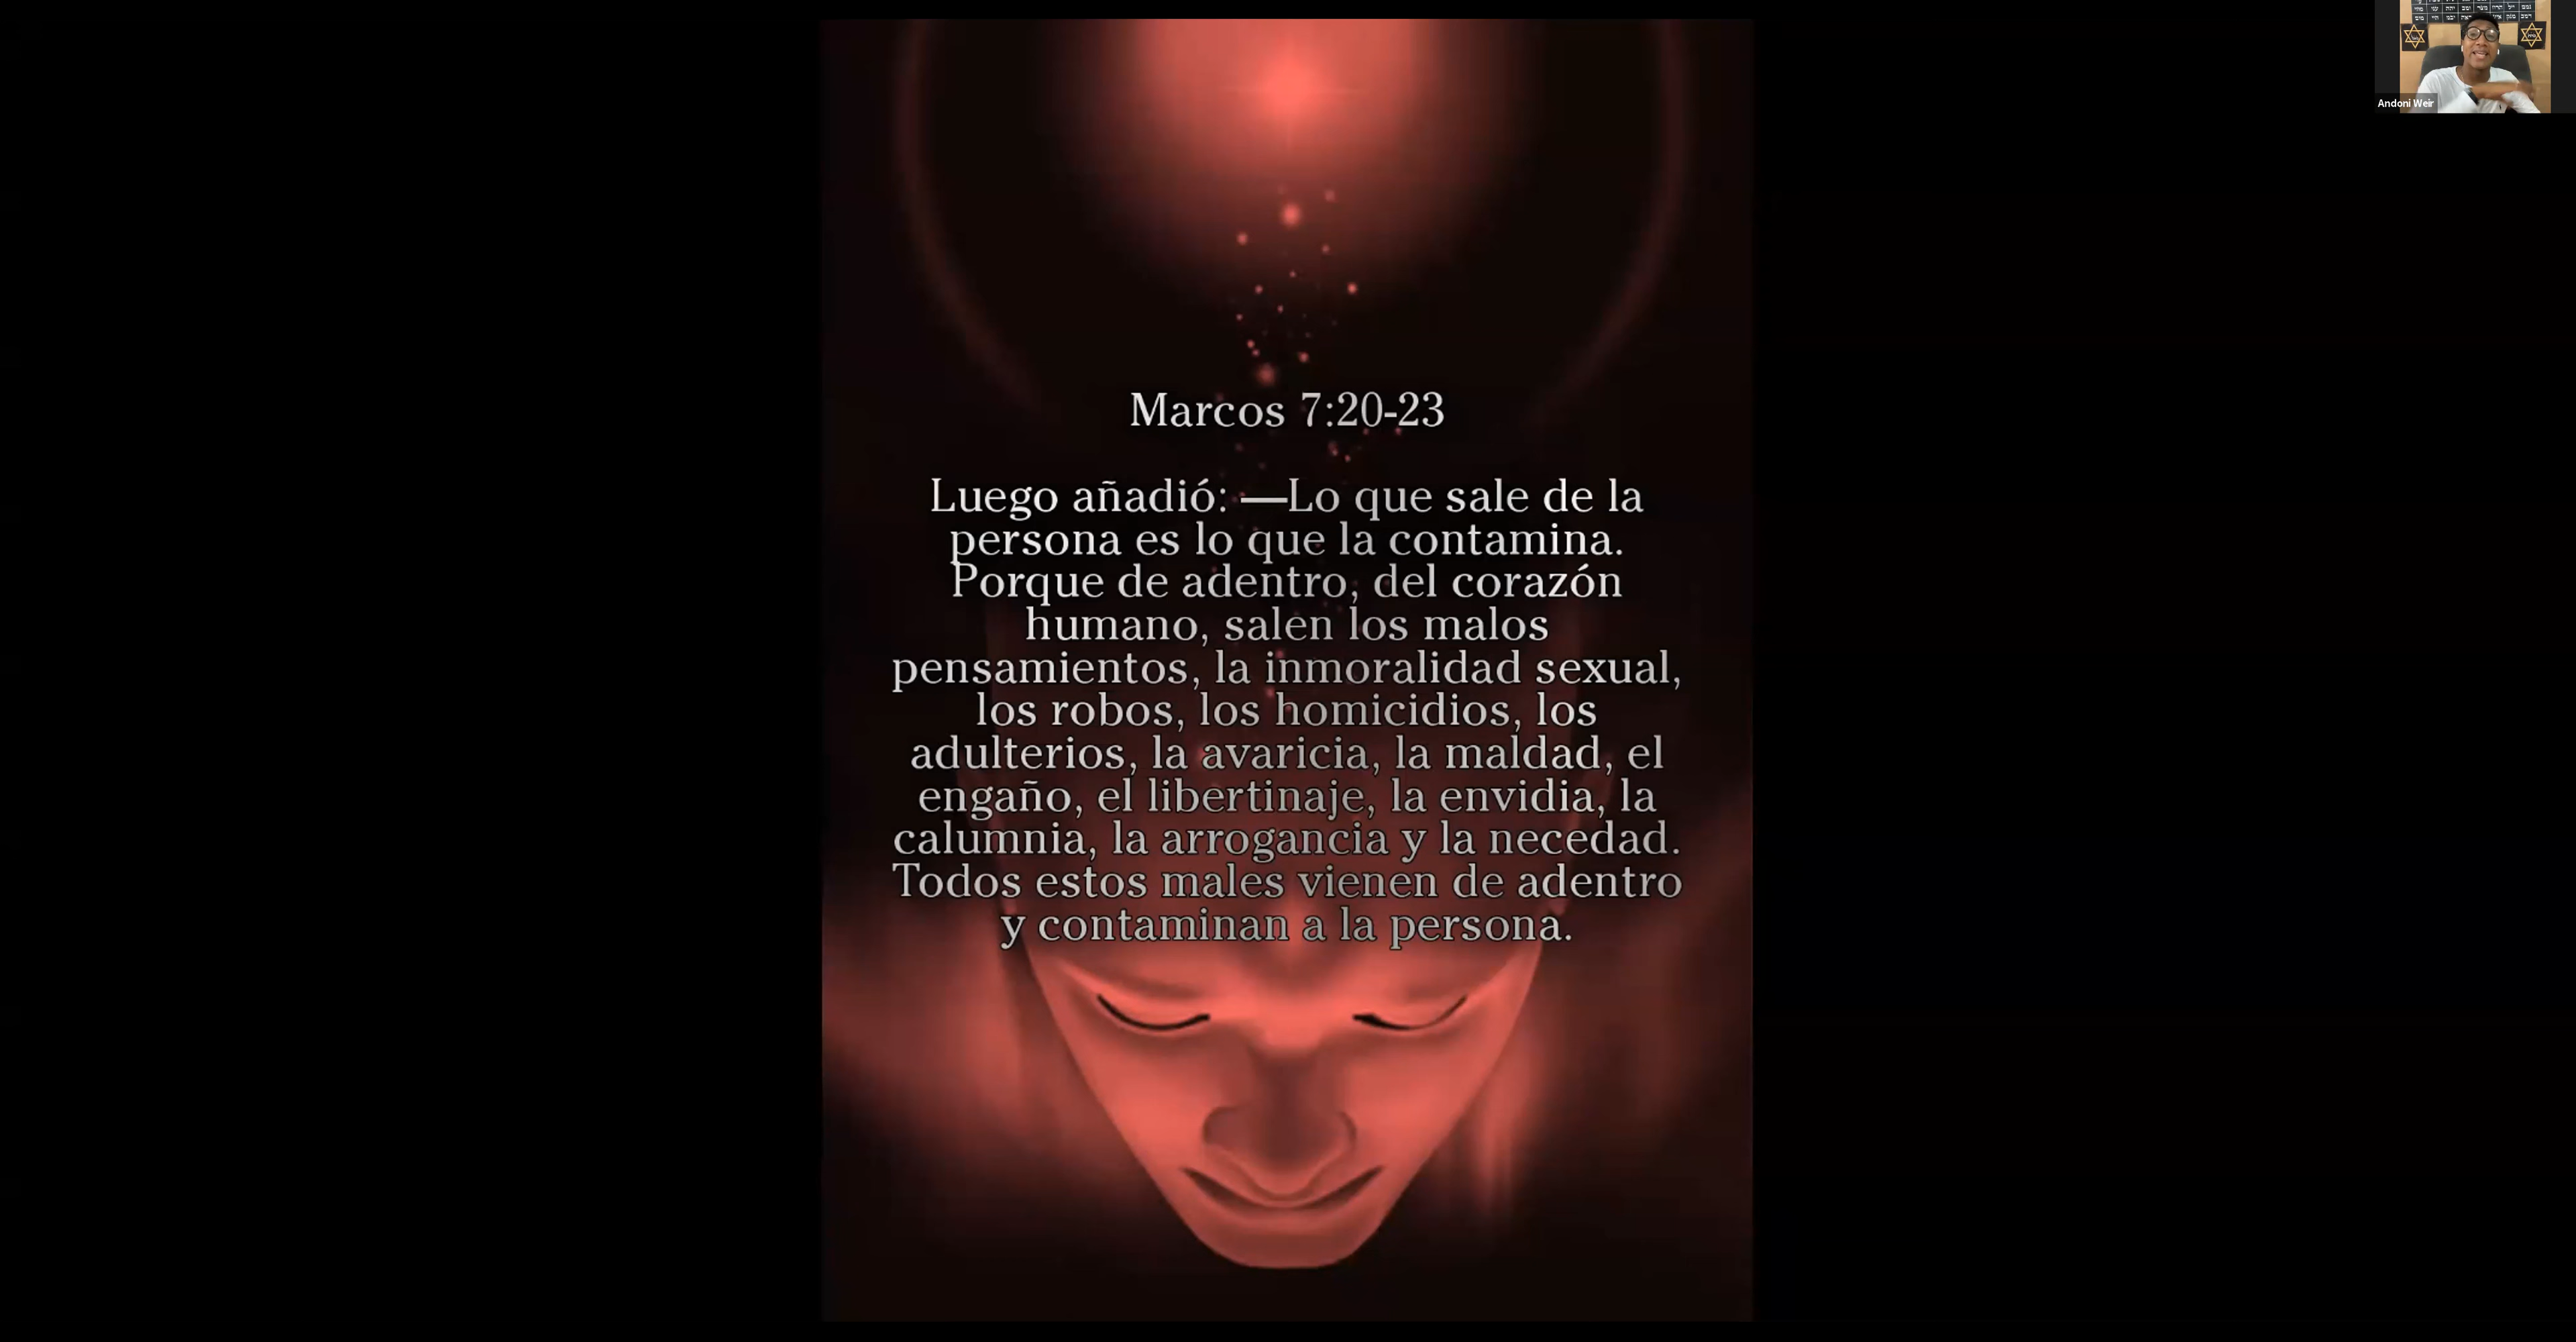 Marcos 7:20-23
Luego añadió: —Lo que sale de la
persona es lo que la contamina.
Porque de adentro, del corazón
humano, salen los malos
pensamientos, la inmoralidad sexual,
los robos, los homicidios, los
adulterios, la avaricia, la maldad, el
engaño, el libertinaje, la envidia, la
calumnia, la arrogancia y la necedad.
Todos estos males vienen de adentro
y contaminan a la persona.
Andoni Weir